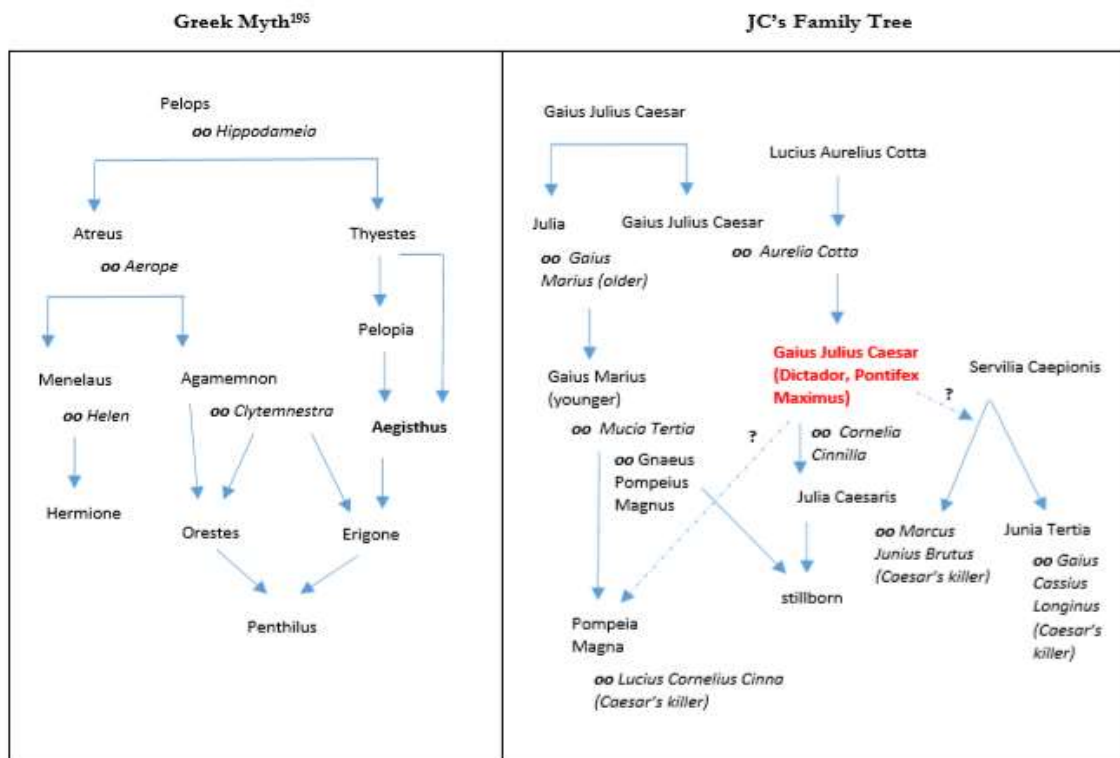 Greek Myth¹⁹⁵
Pelops
oo Hippodameia
Atreus
Thyestes
oo Aerope
Pelopia
Menelaus
Agamemnon
oo Helen
oo Clytemnestra
Aegisthus
Hermione
Orestes
Erigone
Penthilus
JC's Family Tree
Gaius Julius Caesar
Lucius Aurelius Cotta
Julia
Gaius Julius Caesar
oo Gaius
Marius (older)
oo Aurelia Cotta
Gaius Marius
(younger)
Gaius Julius Caesar
(Dictador, Pontifex
Maximus)
Servilia Caepionis
?
oo Mucia Tertia
?
oo Cornelia
Cinnilla
oo Gnaeus
Pompeius
Magnus
Julia Caesaris
oo Marcus
Junius Brutus
(Caesar's killer)
Junia Tertia
oo Gaius
Cassius
Longinus
(Caesar's
killer)
stillborn
Pompeia
Magna
oo Lucius Cornelius Cinna
(Caesar's killer)